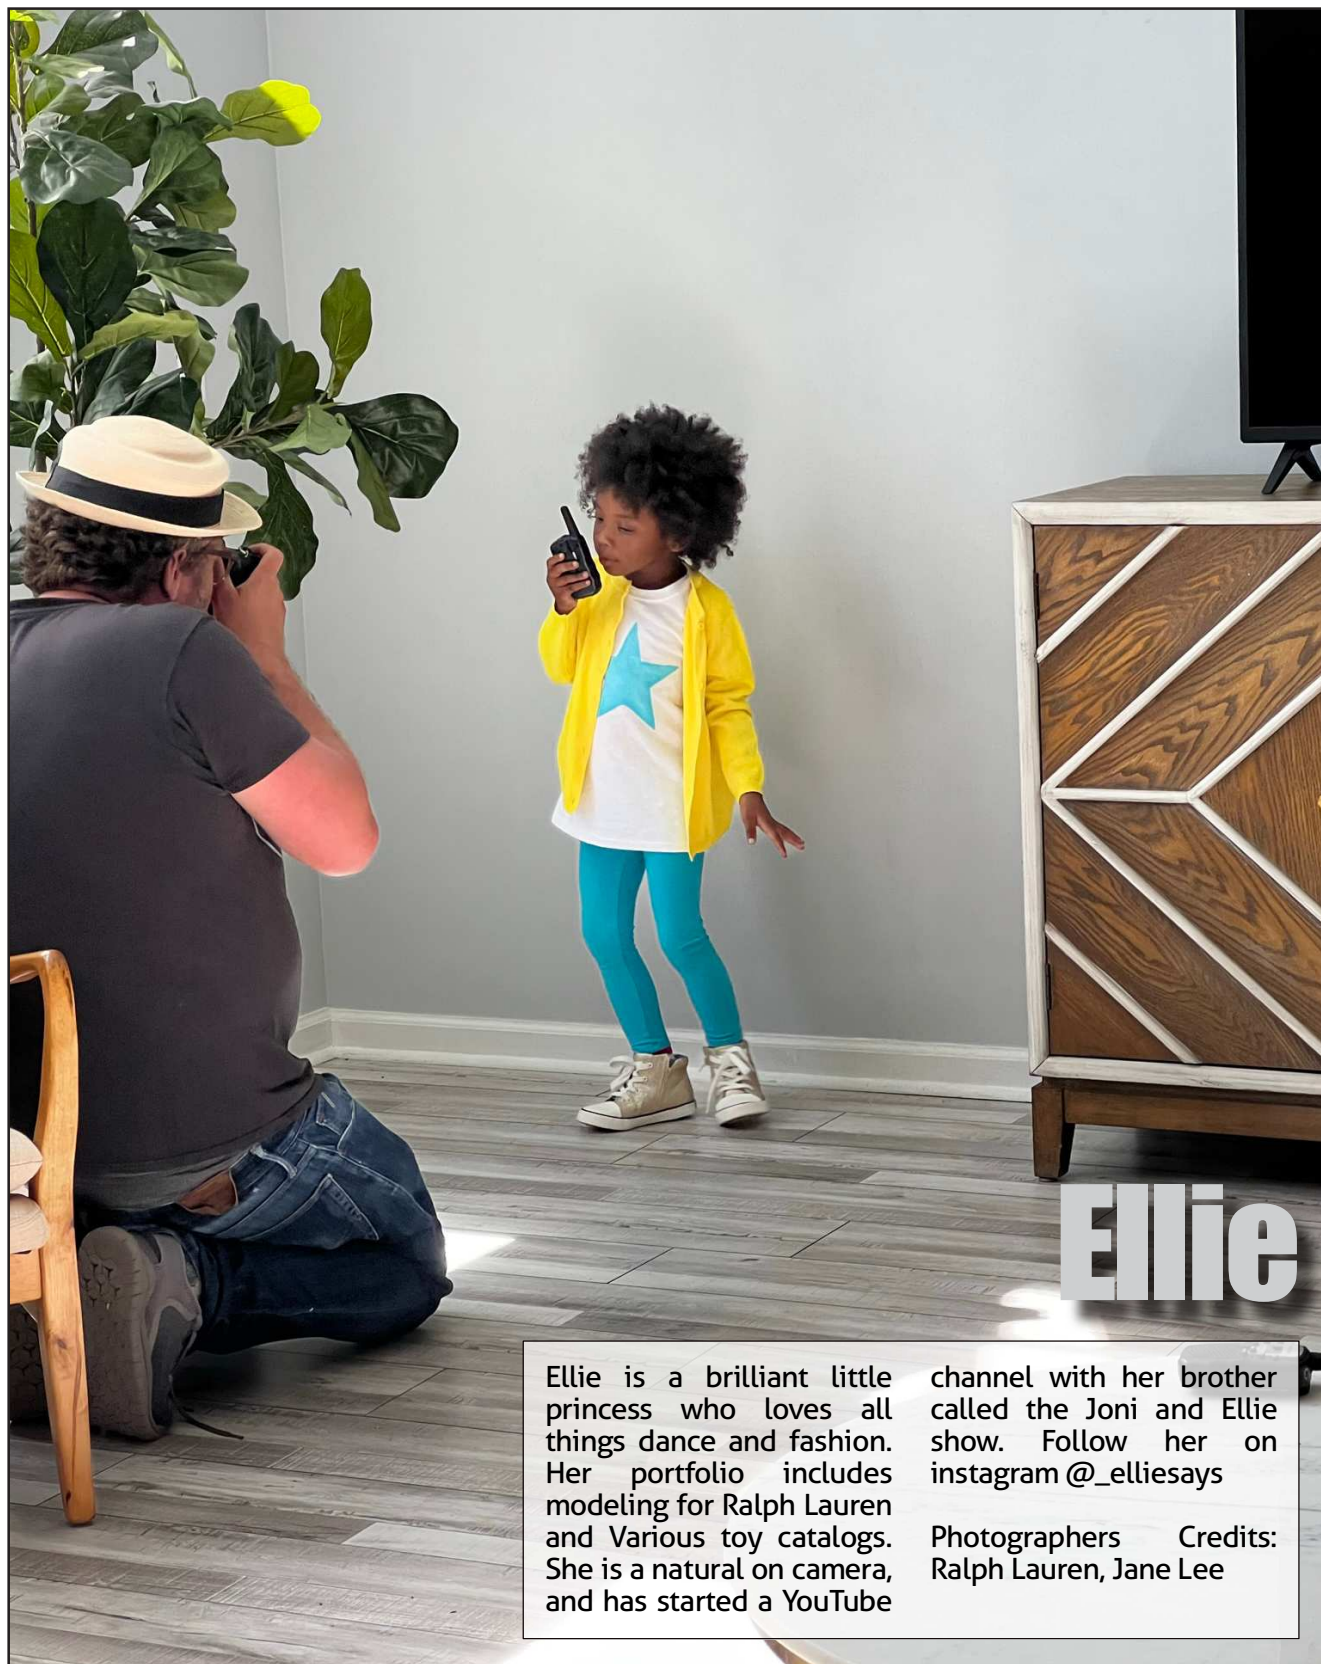 Ellie
Ellie is a brilliant little
princess who loves all
things dance and fashion.
Her portfolio includes
modeling for Ralph Lauren
and Various toy catalogs.
She is a natural on camera,
and has started a YouTube
channel with her brother
called the Joni and Ellie
show. Follow her on
instagram @_elliesays
Photographers Credits:
Ralph Lauren, Jane Lee